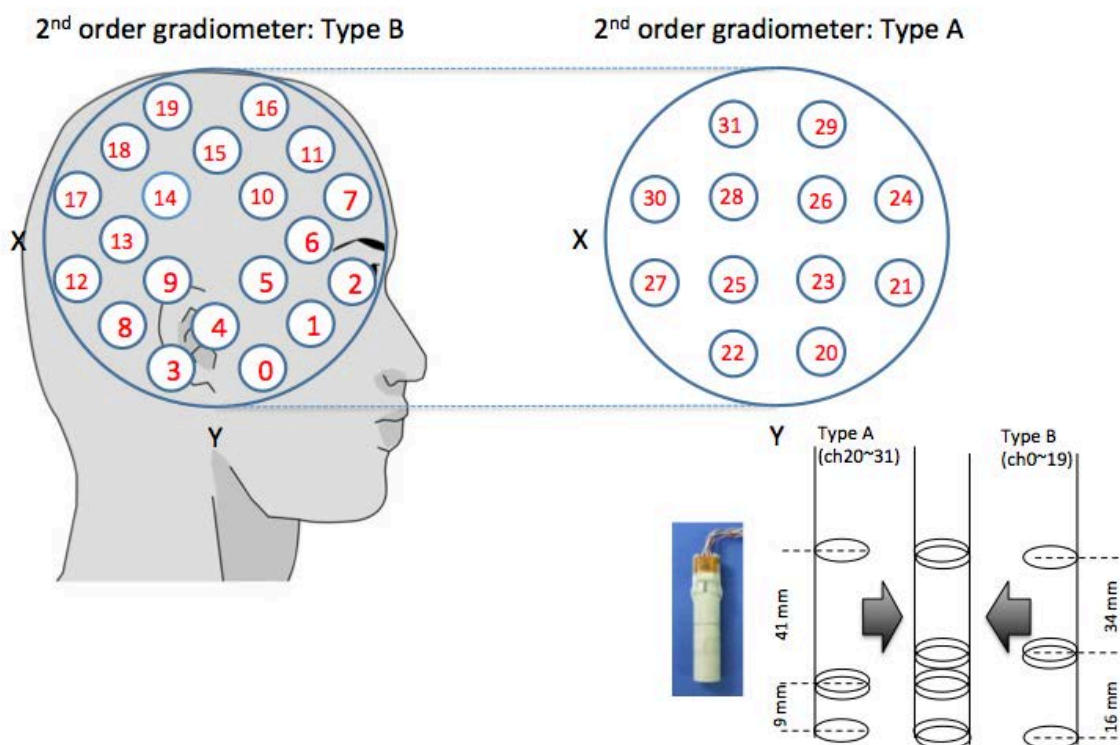 2nd order gradiometer: Type B
2nd order gradiometer: Type A
19 16
18 15 11
17 14 10 7
13 6
12 9 5 2
8 4 1
3 0
X
Y
31 29
30 28 26 24
27 25 23 21
22 20
X
Y
Type A
(ch20~31)
Type B
(ch0~19)
41 mm
9 mm
34 mm
16 mm